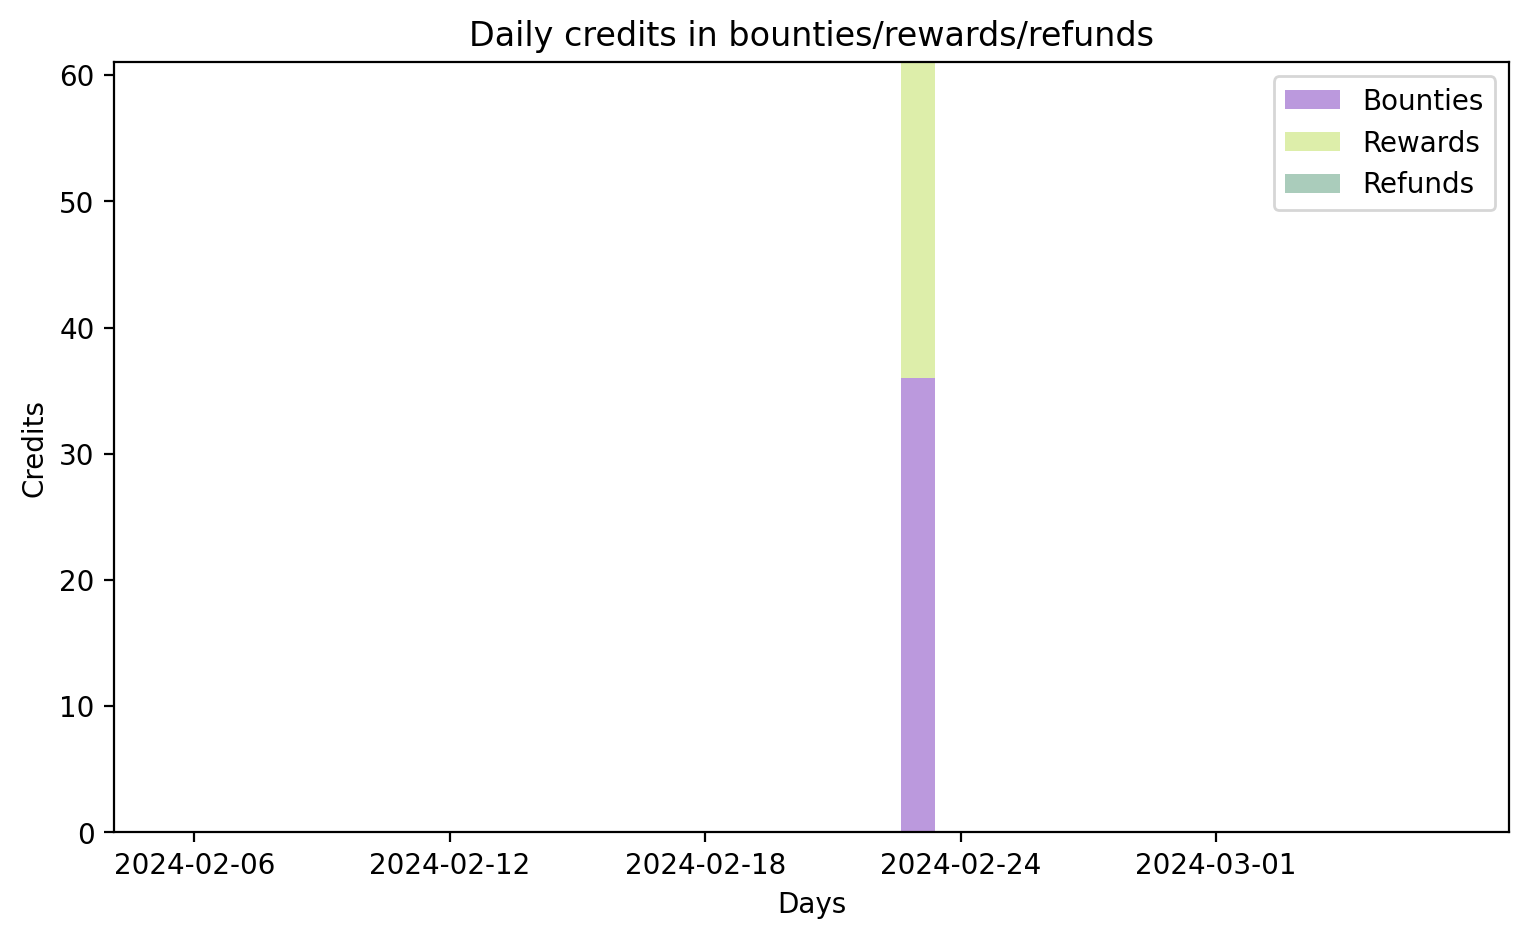 Daily credits in bounties/rewards/refunds
60
50
40
30
20
10
0
Credits
Bounties
Rewards
Refunds
2024-02-06 2024-02-12 2024-02-18 2024-02-24 2024-03-01
Days